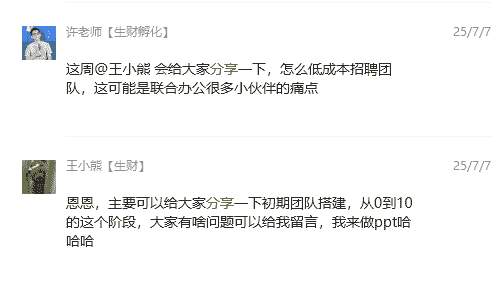 许老师【生财孵化】
25/7/7
这周@王小熊 会给大家分享一下，怎么低成本招聘团
队，这可能是联合办公很多小伙伴的痛点
王小熊【生财】
25/7/7
恩恩，主要可以给大家分享一下初期团队搭建，从0到10
的这个阶段，大家有啥问题可以给我留言，我来做ppt哈
哈哈